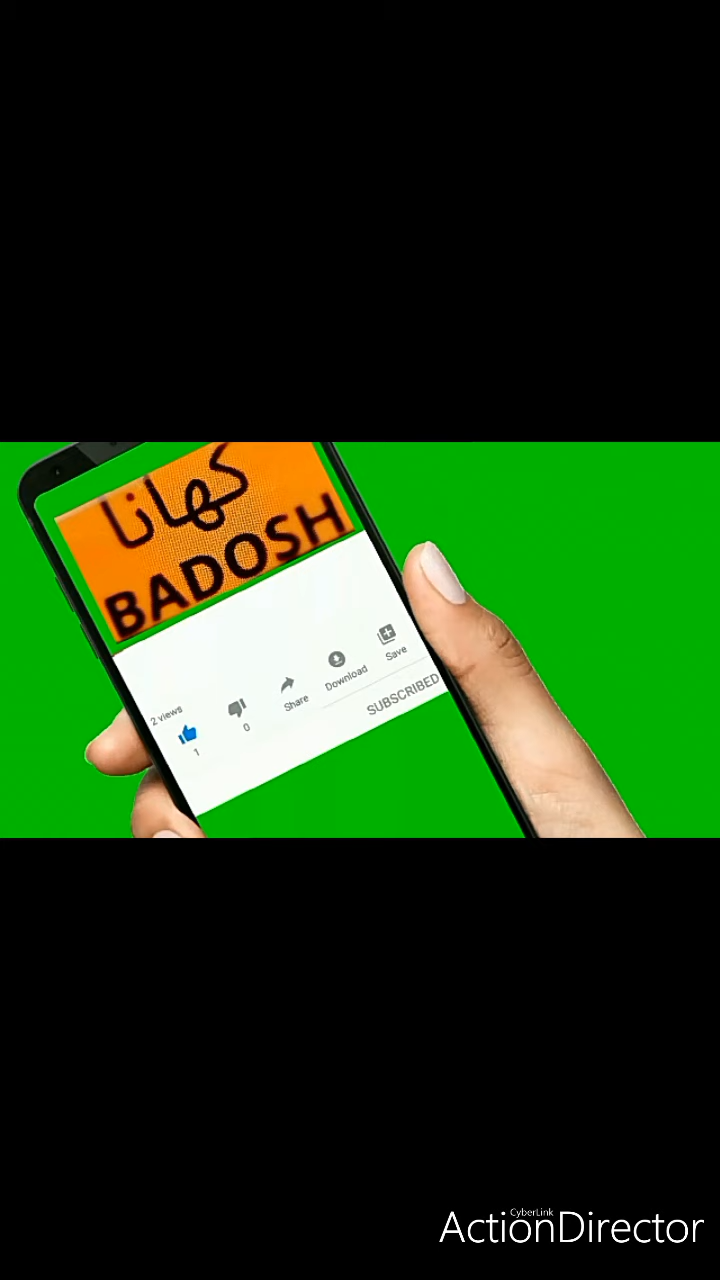 کھانا
BADOSH
2 views
1
0
Share
Download
Save
SUBSCRIBED
CyberLink
ActionDirector